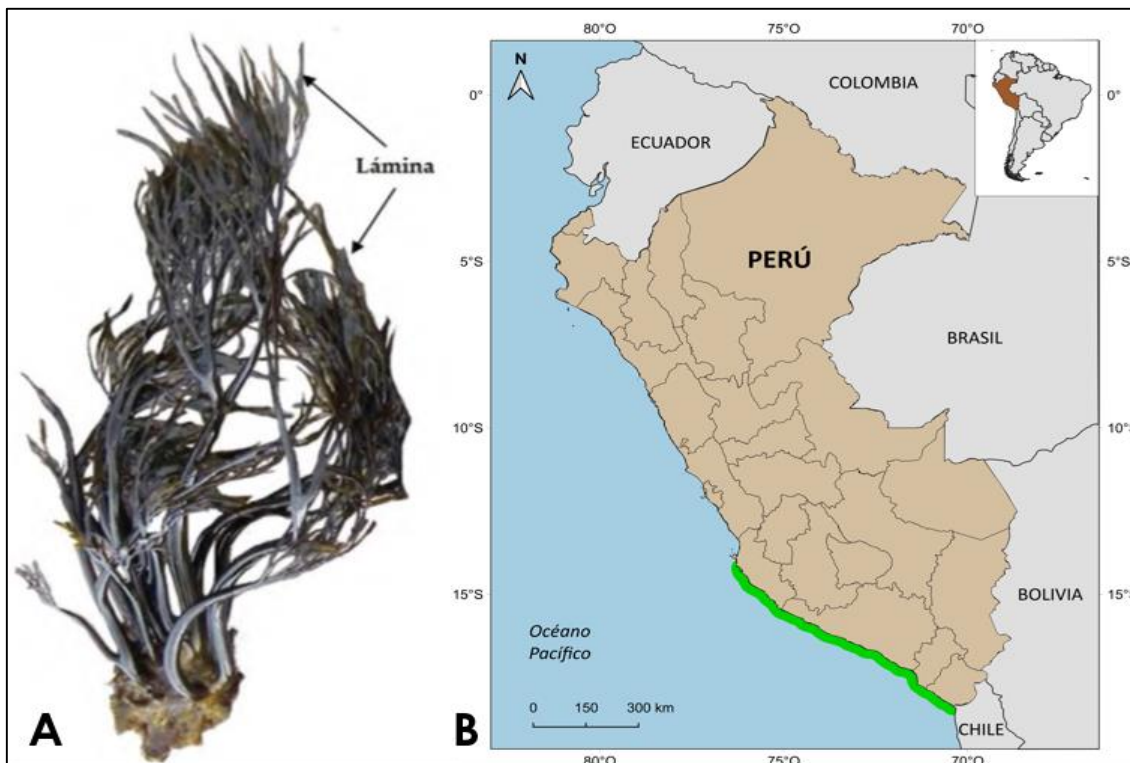 Lámina
A
80°O
75°O
70°O
N
COLOMBIA
0°
0°
ECUADOR
5°S
PERÚ
5°S
BRASIL
10°S
10°S
BOLIVIA
15°S
15°S
Océano
Pacífico
0 150 300 km
B
CHILE
80°O
75°O
70°O